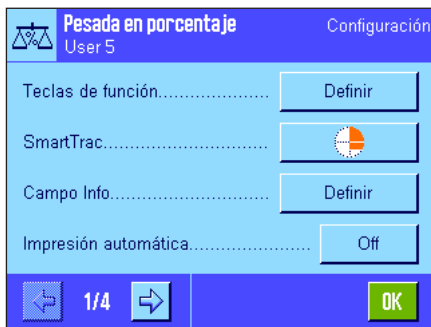 Pesada en porcentaje Configuración
User 5
Teclas de función..................... Definir
SmartTrac..............................
Campo Info............................. Definir
Impresión automática...................... Off
1/4 OK